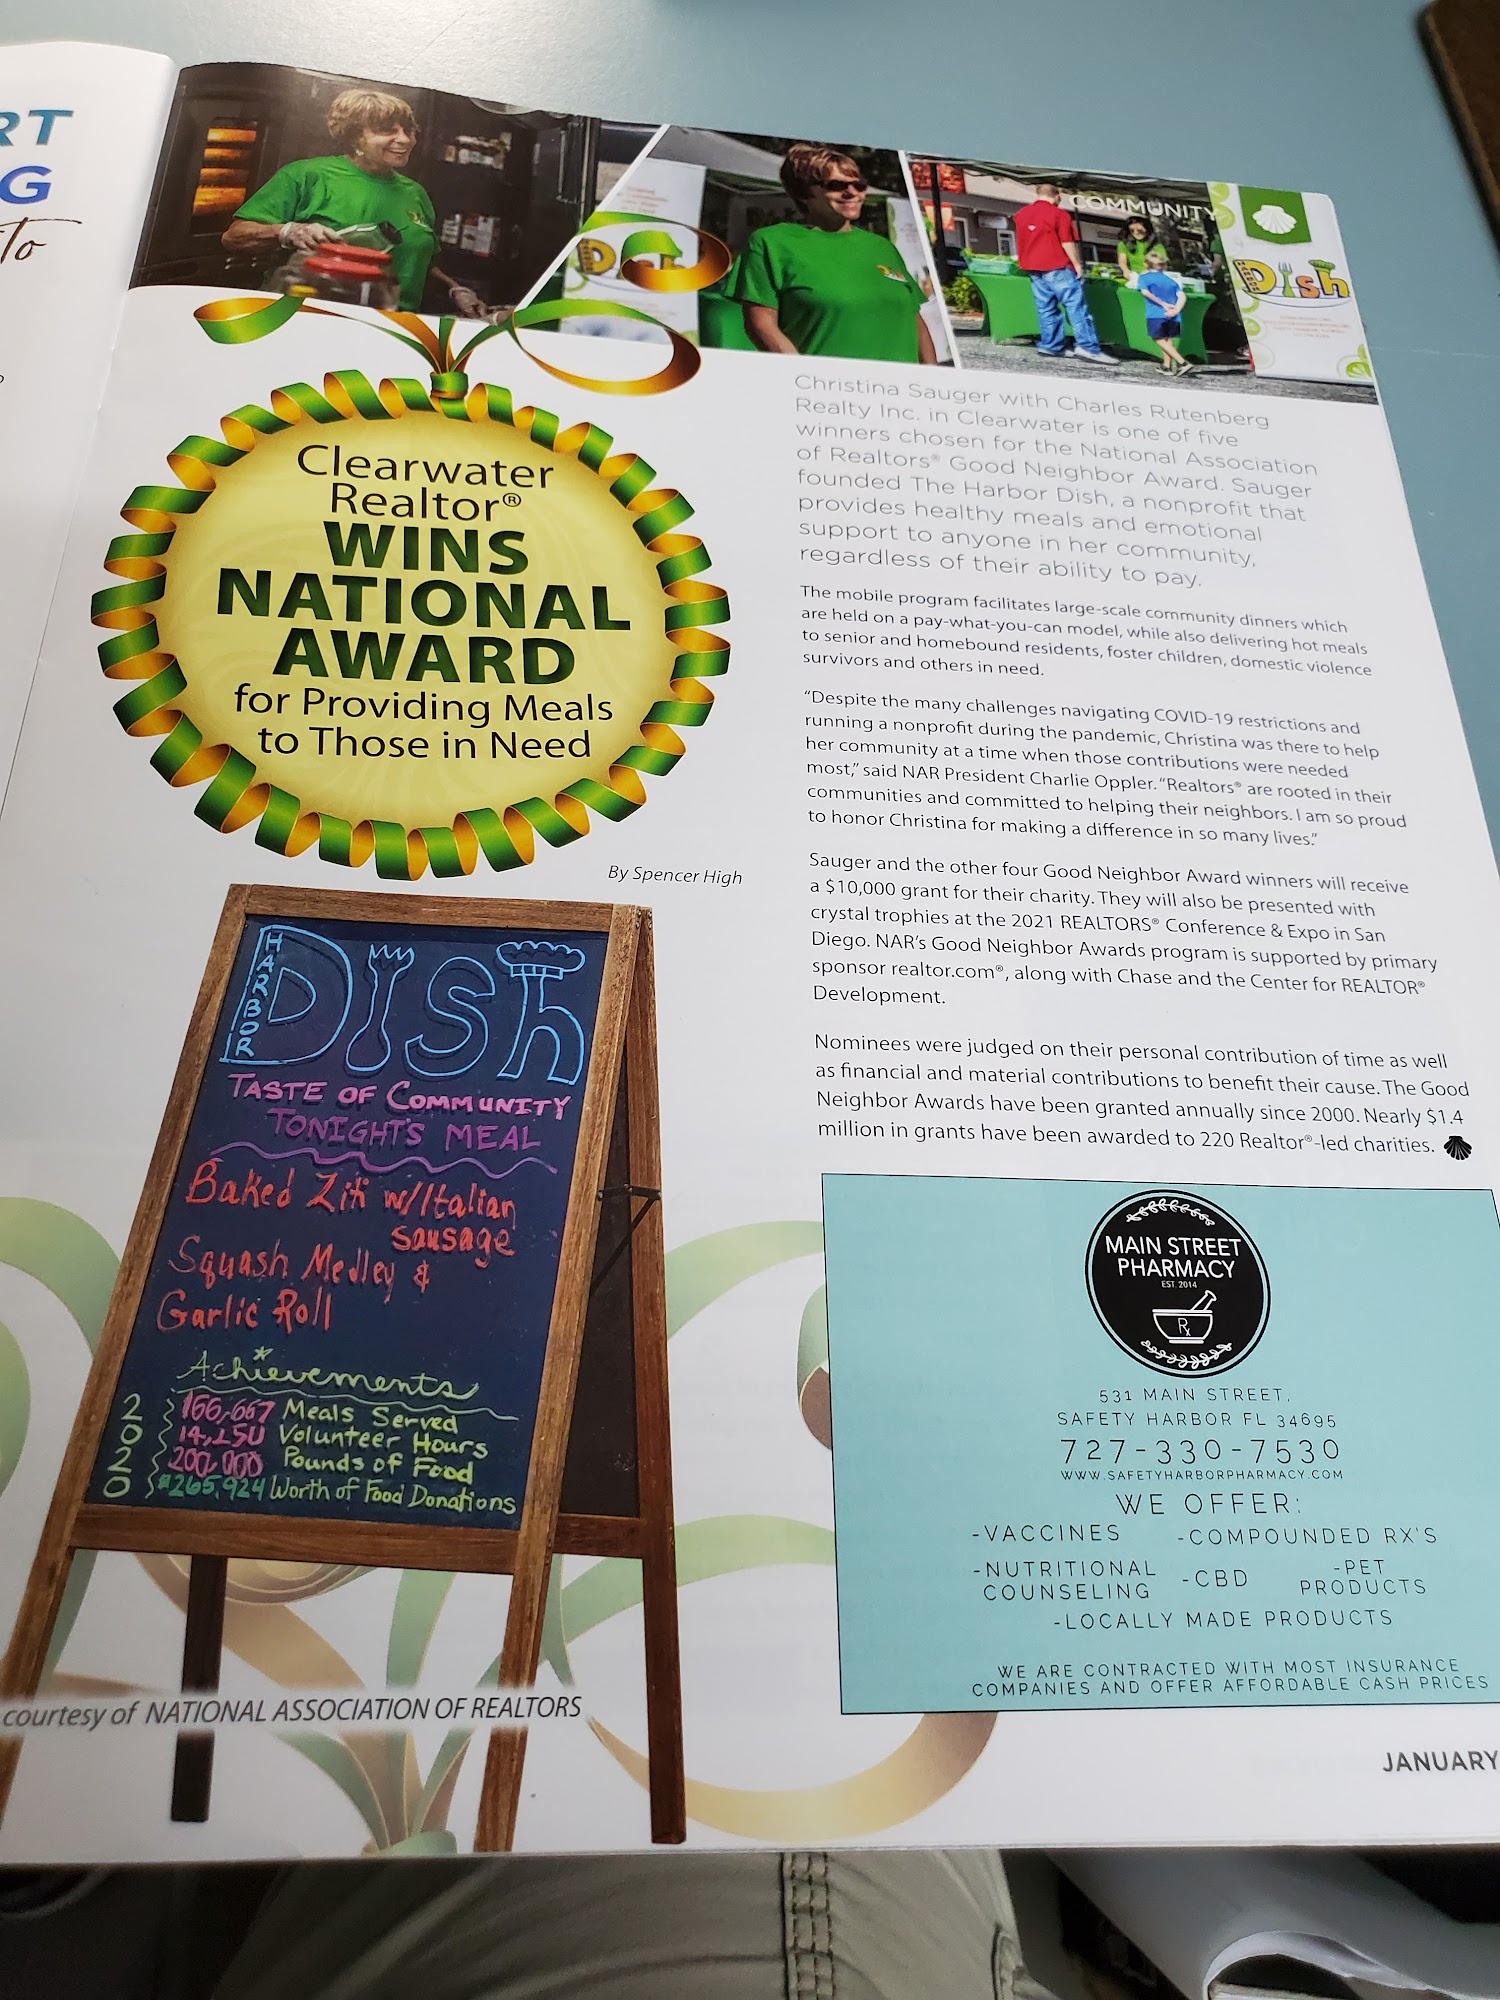 RT
G
to
COMMUNITY
Dish
Dish
Clearwater
Realtor®
WINS
NATIONAL
AWARD
for Providing Meals
to Those in Need
By Spencer High
HARBOR
DIsh
TASTE OF COMMUNITY
TONIGHT'S MEAL
Baked Ziti w/Italian
sausage
Squash Medley &
Garlic Roll
Achievements
2020
166,667 Meals Served
Volunteer Hours
200,000 Pounds of Food
$265,924 Worth of Food Donations
courtesy of NATIONAL ASSOCIATION OF REALTORS
Christina Sauger with Charles Rutenberg
Realty Inc. in Clearwater is one of five
winners chosen for the National Association
of Realtors® Good Neighbor Award. Sauger
founded The Harbor Dish, a nonprofit that
provides healthy meals and emotional
support to anyone in her community,
regardless of their ability to pay.
The mobile program facilitates large-scale community dinners which
are held on a pay-what-you-can model, while also delivering hot meals
to senior and homebound residents, foster children, domestic violence
survivors and others in need.
"Despite the many challenges navigating COVID-19 restrictions and
running a nonprofit during the pandemic, Christina was there to help
her community at a time when those contributions were needed
most," said NAR President Charlie Oppler. "Realtors® are rooted in their
communities and committed to helping their neighbors. I am so proud
to honor Christina for making a difference in so many lives."
Sauger and the other four Good Neighbor Award winners will receive
a $10,000 grant for their charity. They will also be presented with
crystal trophies at the 2021 REALTORS® Conference & Expo in San
Diego. NAR's Good Neighbor Awards program is supported by primary
sponsor realtor.com®, along with Chase and the Center for REALTOR®
Development.
Nominees were judged on their personal contribution of time as well
as financial and material contributions to benefit their cause. The Good
Neighbor Awards have been granted annually since 2000. Nearly $1.4
million in grants have been awarded to 220 Realtor®-led charities.
MAIN STREET
PHARMACY
EST. 2014
Rx
531 MAIN STREET,
SAFETY HARBOR FL 34695
727-330-7530
WWW.SAFETYHARBORPHARMACY.COM
WE OFFER:
-VACCINES -COMPOUNDED RX'S
-NUTRITIONAL COUNSELING -CBD -PET PRODUCTS
-LOCALLY MADE PRODUCTS
WE ARE CONTRACTED WITH MOST INSURANCE
COMPANIES AND OFFER AFFORDABLE CASH PRICES
JANUARY